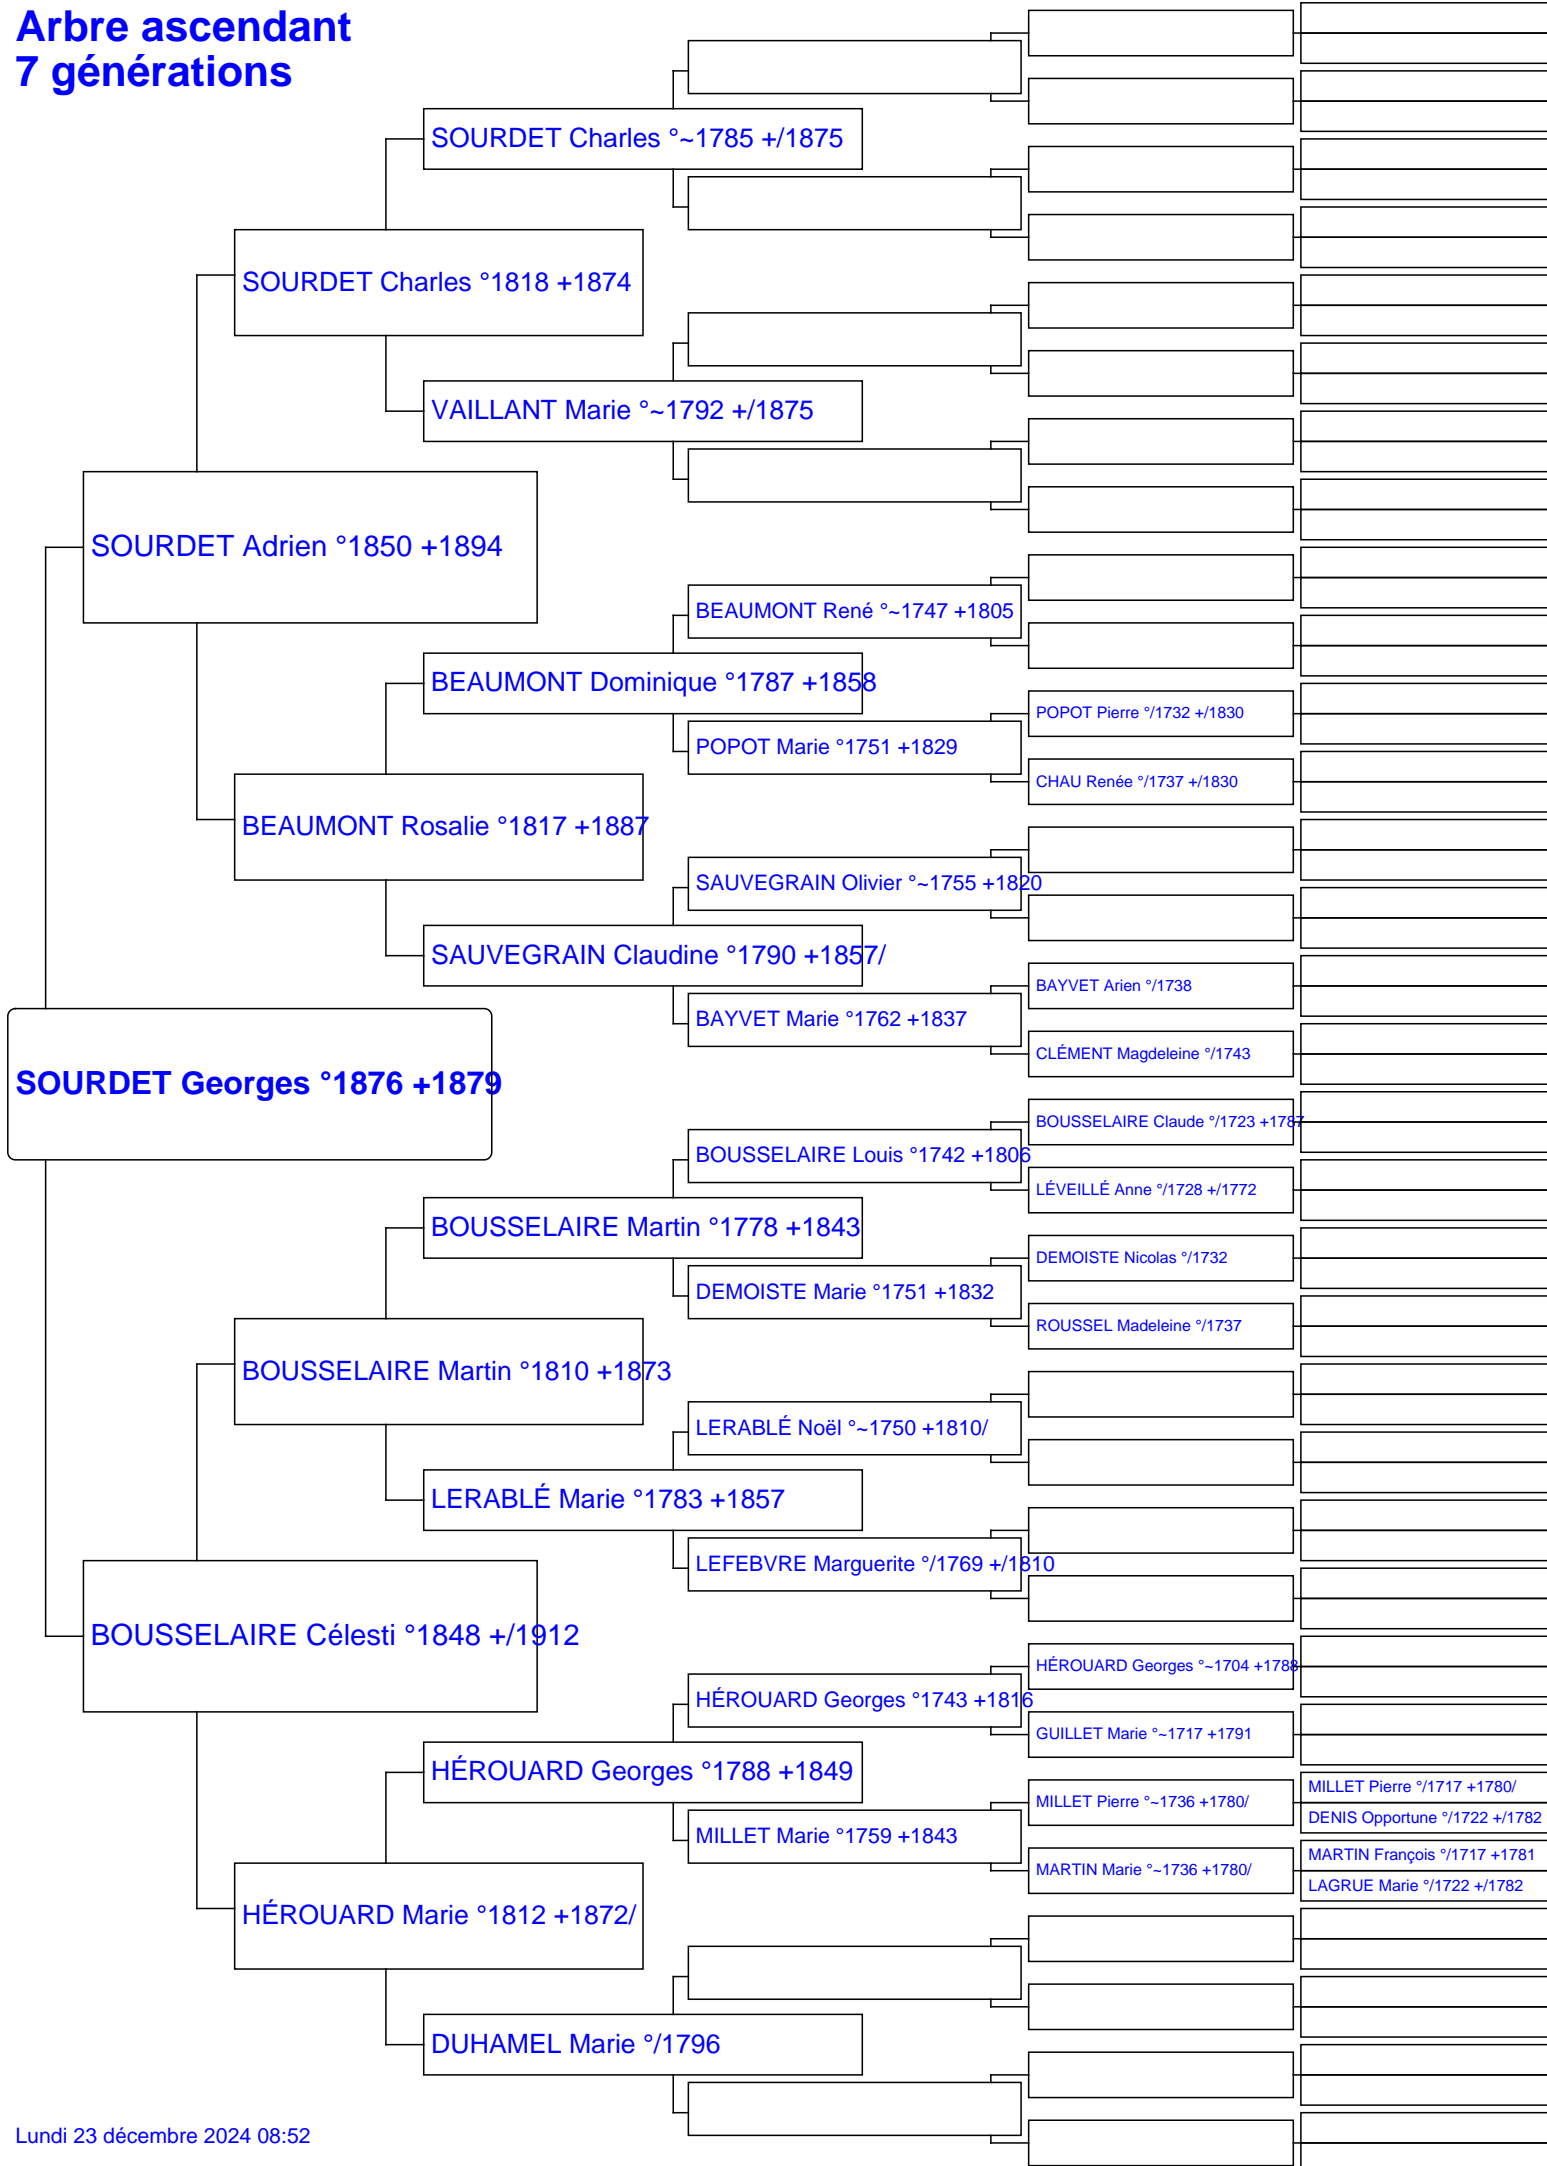 Arbre ascendant
7 générations
SOURDET Charles °~1785 +/1875
SOURDET Charles °1818 +1874
VAILLANT Marie °~1792 +/1875
SOURDET Adrien °1850 +1894
BEAUMONT René °~1747 +1805
BEAUMONT Dominique °1787 +1858
POPOT Pierre °/1732 +/1830
POPOT Marie °1751 +1829
CHAU Renée °/1737 +/1830
BEAUMONT Rosalie °1817 +1887
SAUVEGRAIN Olivier °~1755 +1820
SAUVEGRAIN Claudine °1790 +1857/
BAYVET Arien °/1738
BAYVET Marie °1762 +1837
CLÉMENT Magdeleine °/1743
SOURDET Georges °1876 +1879
BOUSSELAIRE Claude °/1723 +1787
BOUSSELAIRE Louis °1742 +1806
LÉVEILLÉ Anne °/1728 +/1772
BOUSSELAIRE Martin °1778 +1843
DEMOISTE Nicolas °/1732
DEMOISTE Marie °1751 +1832
ROUSSEL Madeleine °/1737
BOUSSELAIRE Martin °1810 +1873
LERABLÉ Noël °~1750 +1810/
LERABLÉ Marie °1783 +1857
LEFEBVRE Marguerite °/1769 +/1810
BOUSSELAIRE Célesti °1848 +/1912
HÉROUARD Georges °~1704 +1788
HÉROUARD Georges °1743 +1816
GUILLET Marie °~1717 +1791
HÉROUARD Georges °1788 +1849
MILLET Pierre °/1717 +1780/
MILLET Pierre °~1736 +1780/
DENIS Opportune °/1722 +/1782
MILLET Marie °1759 +1843
MARTIN François °/1717 +1781
MARTIN Marie °~1736 +1780/
LAGRUE Marie °/1722 +/1782
HÉROUARD Marie °1812 +1872/
DUHAMEL Marie °/1796
Lundi 23 décembre 2024 08:52